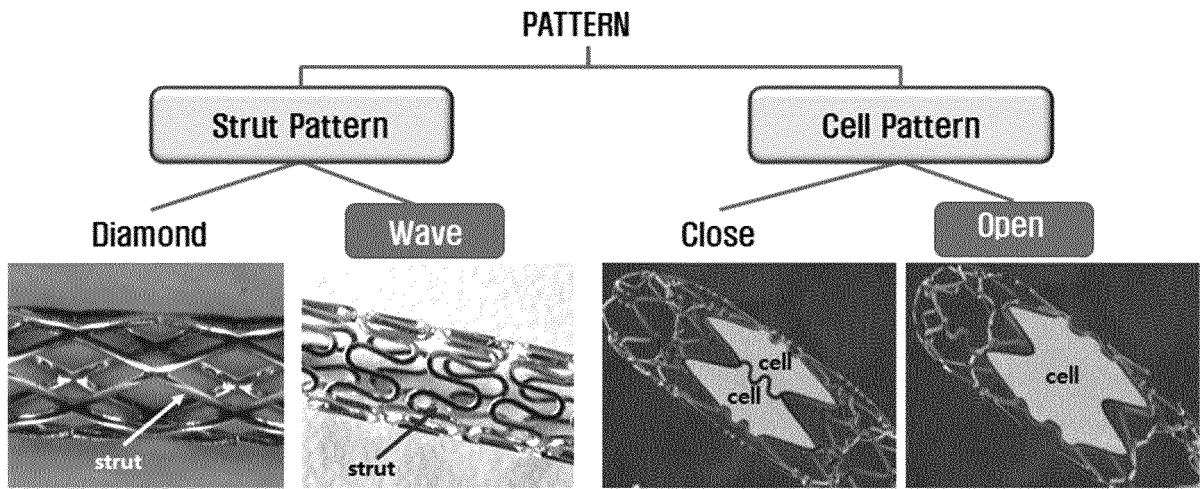 PATTERN
Strut Pattern
Cell Pattern
Diamond
Wave
Close
Open
strut
strut
cell
cell
cell